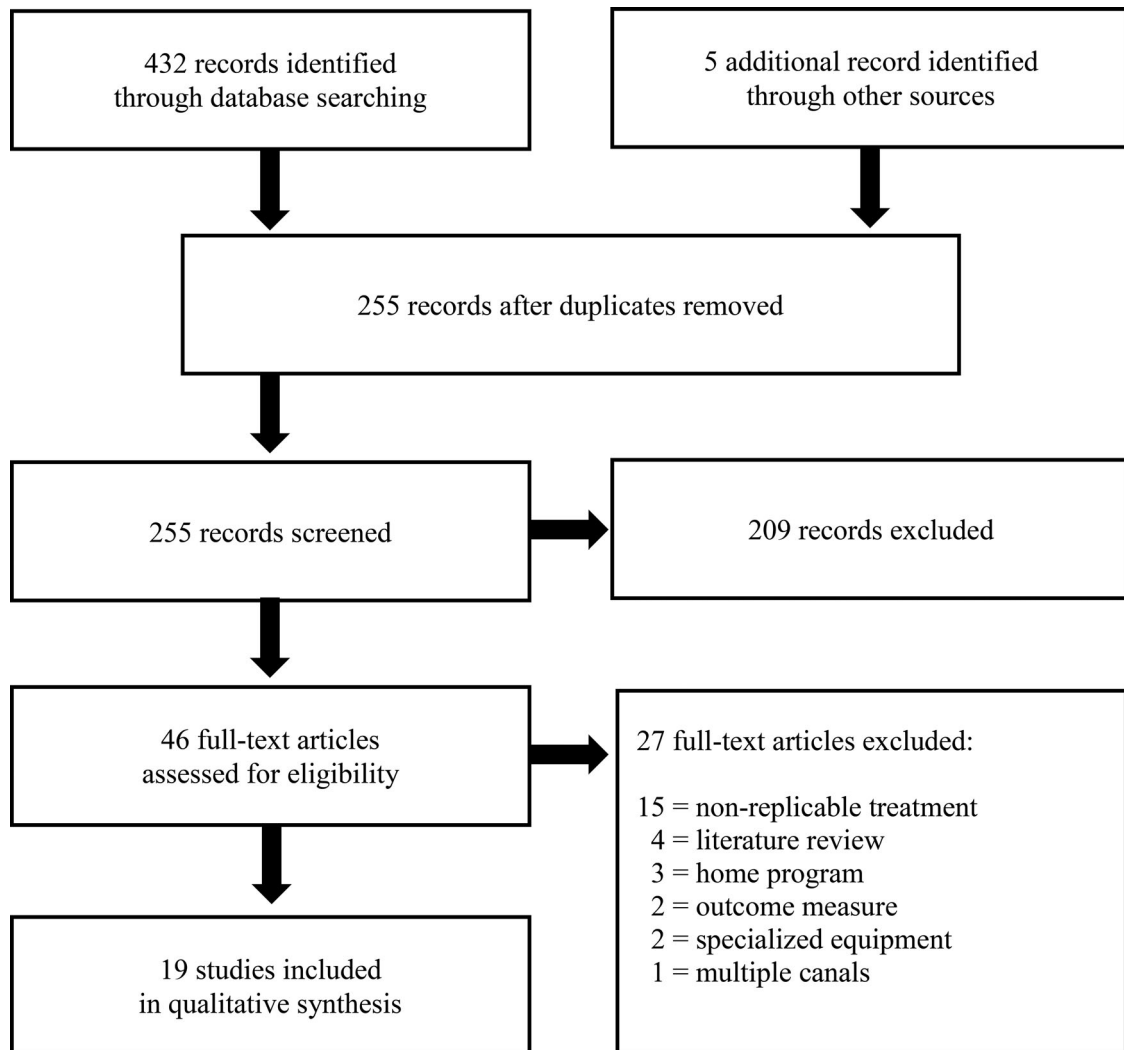 432 records identified
through database searching
5 additional record identified
through other sources
255 records after duplicates removed
255 records screened
209 records excluded
46 full-text articles
assessed for eligibility
27 full-text articles excluded:
15 = non-replicable treatment
4 = literature review
3 = home program
2 = outcome measure
2 = specialized equipment
1 = multiple canals
19 studies included
in qualitative synthesis